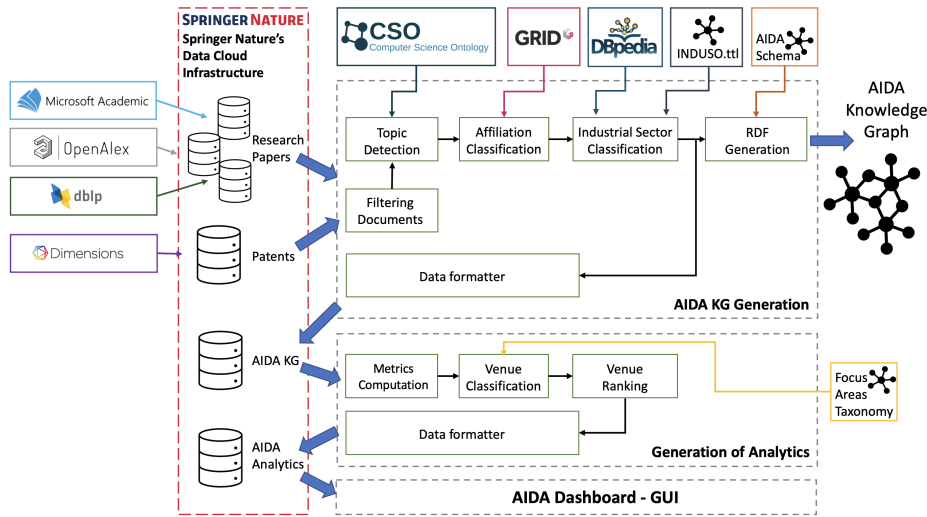 SPRINGER NATURE
Springer Nature's
Data Cloud
Infrastructure
CSO
Computer Science Ontology
GRID
DBpedia
INDUSO.ttl
AIDA
Schema
Microsoft Academic
OpenAlex
dblp
Dimensions
Research
Papers
Patents
AIDA KG
AIDA
Analytics
Topic
Detection
Affiliation
Classification
Industrial Sector
Classification
RDF
Generation
Filtering
Documents
Data formatter
AIDA KG Generation
AIDA
Knowledge
Graph
Metrics
Computation
Venue
Classification
Venue
Ranking
Data formatter
Generation of Analytics
Focus
Areas
Taxonomy
AIDA Dashboard - GUI